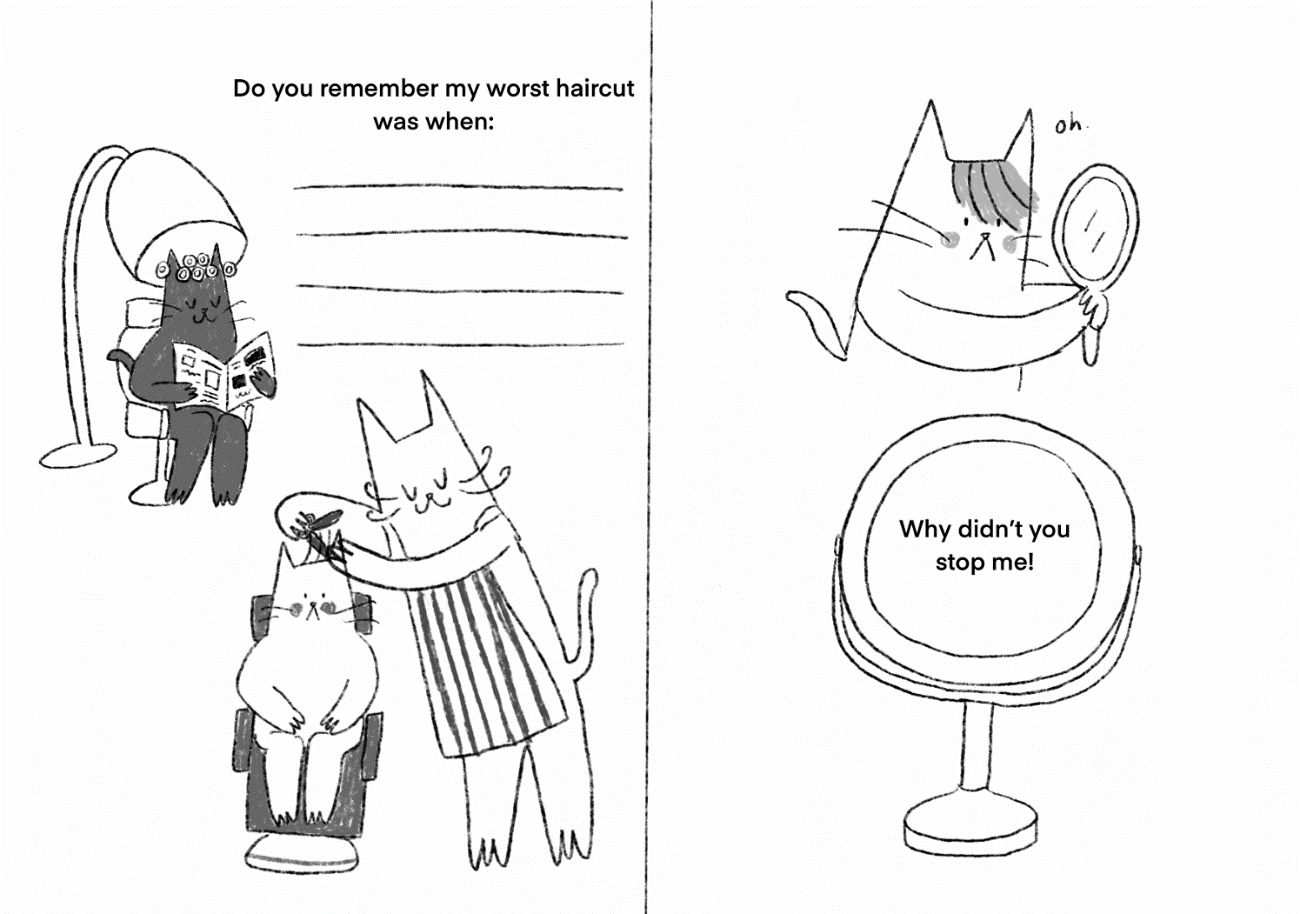 Do you remember my worst haircut
was when:
oh.
Why didn't you
stop me!